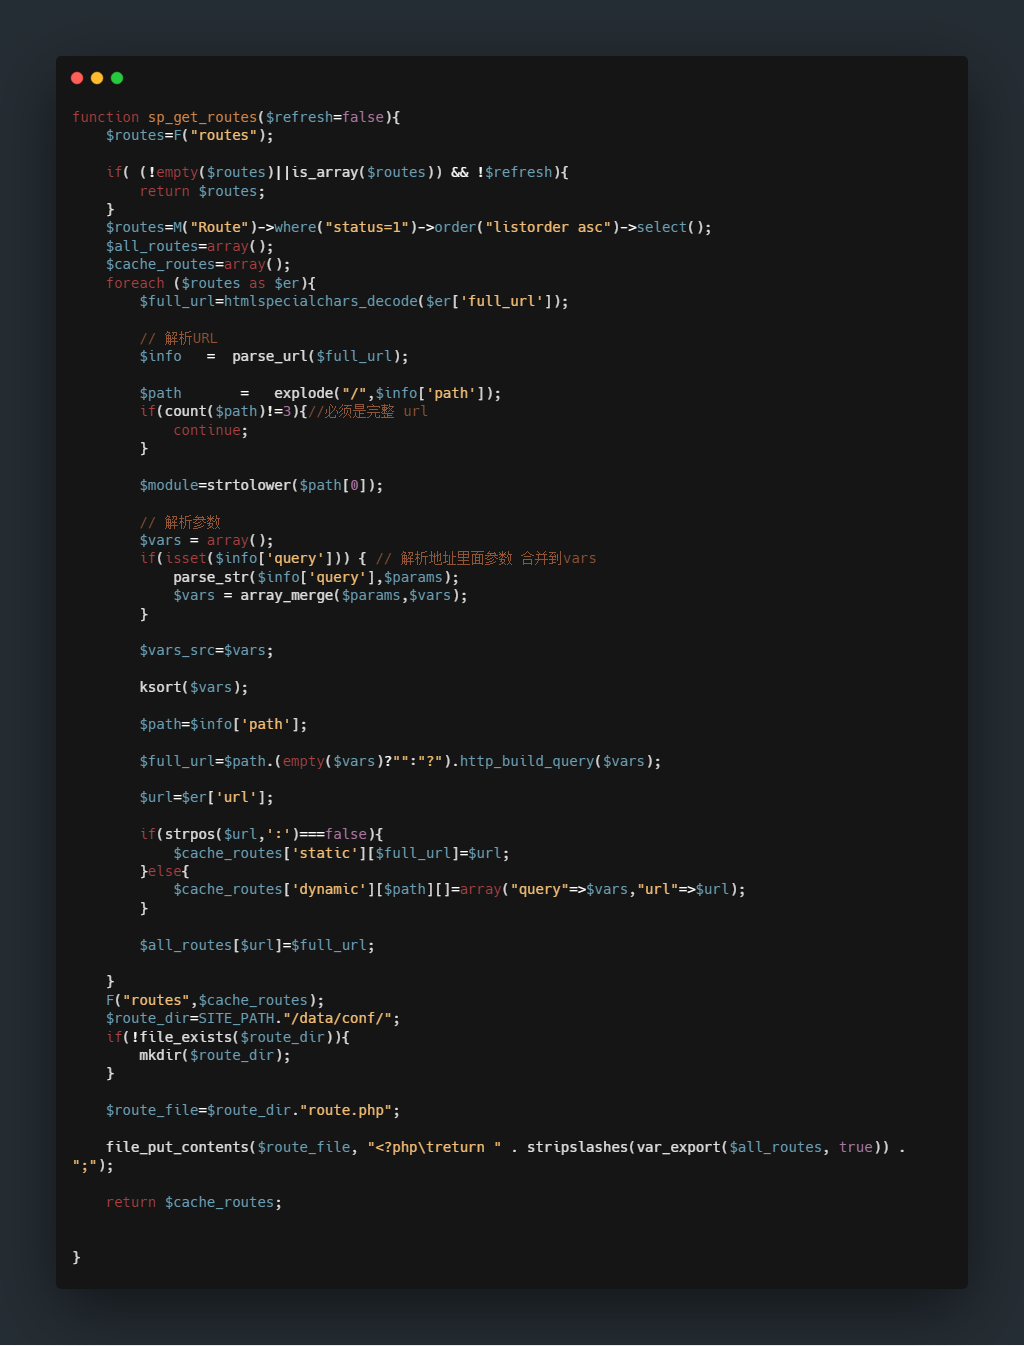 function sp_get_routes($refresh=false){
    $routes=F("routes");

    if( (!empty($routes)||is_array($routes)) && !$refresh){
        return $routes;
    }
    $routes=M("Route")->where("status=1")->order("listorder asc")->select();
    $all_routes=array();
    $cache_routes=array();
    foreach ($routes as $er){
        $full_url=htmlspecialchars_decode($er['full_url']);

        // 解析URL
        $info   =  parse_url($full_url);

        $path       =   explode("/",$info['path']);
        if(count($path)!=3){//必须是完整 url
            continue;
        }

        $module=strtolower($path[0]);

        // 解析参数
        $vars = array();
        if(isset($info['query'])) { // 解析地址里面参数 合并到vars
            parse_str($info['query'],$params);
            $vars = array_merge($params,$vars);
        }

        $vars_src=$vars;

        ksort($vars);

        $path=$info['path'];

        $full_url=$path.(empty($vars)?"":"?").http_build_query($vars);

        $url=$er['url'];

        if(strpos($url,':')===false){
            $cache_routes['static'][$full_url]=$url;
        }else{
            $cache_routes['dynamic'][$path][]=array("query"=>$vars,"url"=>$url);
        }

        $all_routes[$url]=$full_url;

    }
    F("routes",$cache_routes);
    $route_dir=SITE_PATH."/data/conf/";
    if(!file_exists($route_dir)){
        mkdir($route_dir);
    }

    $route_file=$route_dir."route.php";

    file_put_contents($route_file, "<?php\treturn " . stripslashes(var_export($all_routes, true)) .
";");

    return $cache_routes;


}